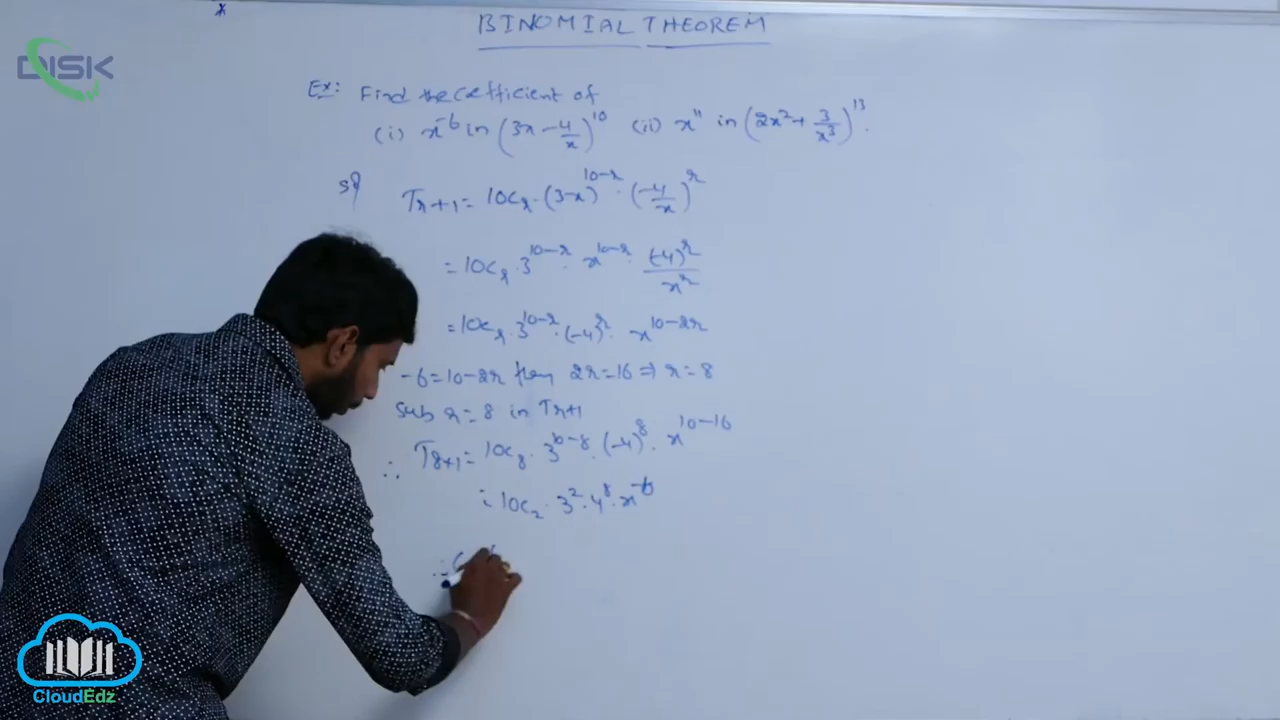 BINOMIAL THEOREM
DISK
Ex: Find the Coefficient of
(i) x⁻⁶ in (3x - 4/x)¹⁰ (ii) x¹¹ in (2x² + 3/x³)¹³.
Sol
Tr+1 = 10Cr · (3x)^(10-r) · (-4/x)^r
= 10Cr · 3^(10-r) · x^(10-r) · (-4)^r / x^r
= 10Cr · 3^(10-r) · (-4)^r · x^(10-2r)
-6 = 10-2r then 2r = 16 ⇒ r = 8
Sub r = 8 in Tr+1
∴ T8+1 = 10C8 · 3^(10-8) · (-4)^8 · x^(10-16)
= 10C2 · 3² · 4⁸ · x⁻⁶
∴
CloudEdz